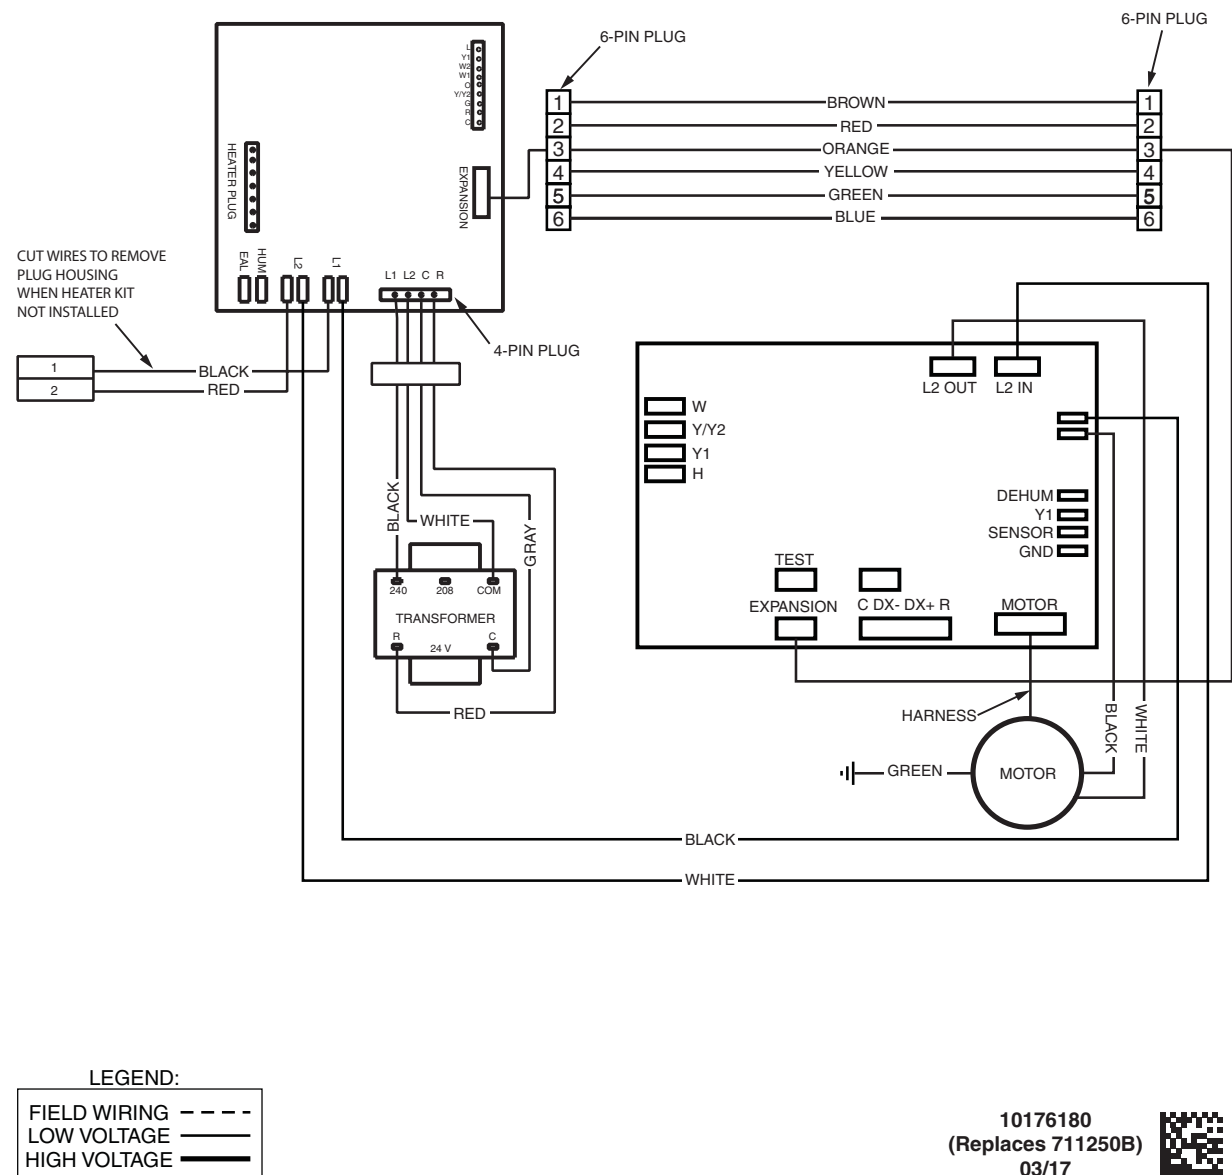 6-PIN PLUG
6-PIN PLUG
L
Y1
W2
W1
O
Y/Y2
G
R
C
1 BROWN 1
2 RED 2
3 ORANGE 3
4 YELLOW 4
5 GREEN 5
6 BLUE 6
HEATER PLUG
EXPANSION
CUT WIRES TO REMOVE
PLUG HOUSING
WHEN HEATER KIT
NOT INSTALLED
EAL
HUM
L2
L1
L1 L2 C R
4-PIN PLUG
1 BLACK
2 RED
BLACK
WHITE
GRAY
240 208 COM
TRANSFORMER
R 24 V C
RED
L2 OUT L2 IN
W
Y/Y2
Y1
H
DEHUM
Y1
SENSOR
GND
TEST
EXPANSION C DX- DX+ R MOTOR
HARNESS
BLACK
WHITE
GREEN MOTOR
BLACK
WHITE
LEGEND:
FIELD WIRING
LOW VOLTAGE
HIGH VOLTAGE
10176180
(Replaces 711250B)
03/17